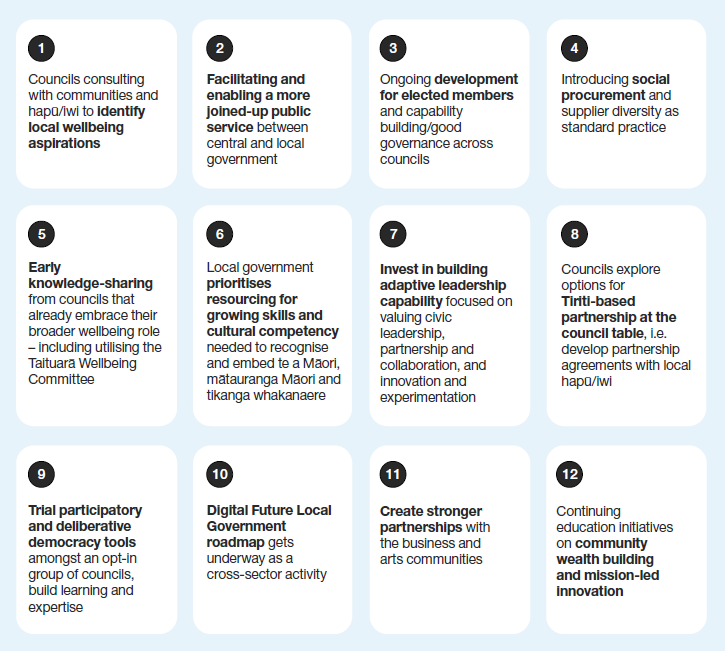 1
Councils consulting
with communities and
hapū/iwi to identify
local wellbeing
aspirations
2
Facilitating and
enabling a more
joined-up public
service between
central and local
government
3
Ongoing development
for elected members
and capability
building/good
governance across
councils
4
Introducing social
procurement and
supplier diversity as
standard practice
5
Early
knowledge-sharing
from councils that
already embrace their
broader wellbeing role
– including utilising the
Taituarā Wellbeing
Committee
6
Local government
prioritises
resourcing for
growing skills and
cultural competency
needed to recognise
and embed te a Māori,
mātauranga Māori and
tikanga whakanaere
7
Invest in building
adaptive leadership
capability focused on
valuing civic
leadership,
partnership and
collaboration, and
innovation and
experimentation
8
Councils explore
options for
Tiriti-based
partnership at the
council table, i.e.
develop partnership
agreements with local
hapū/iwi
9
Trial participatory
and deliberative
democracy tools
amongst an opt-in
group of councils,
build learning and
expertise
10
Digital Future Local
Government
roadmap gets
underway as a
cross-sector activity
11
Create stronger
partnerships with
the business and
arts communities
12
Continuing
education initiatives
on community
wealth building
and mission-led
innovation